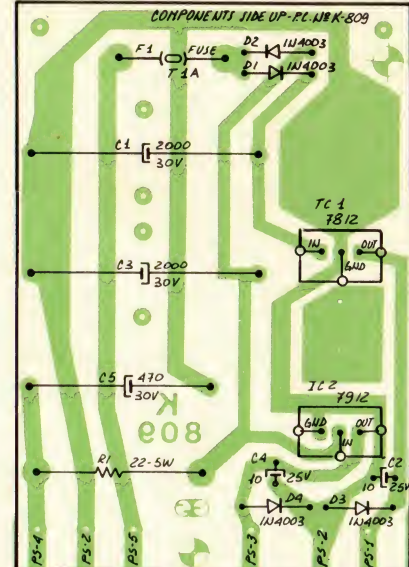 COMPONENTS SIDE UP-P.C. Nº K-809
F1 FUSE
T 1A
D2 1N4003
D1 1N4003
C1 2000
30V
TC 1
7812
IN OUT
GND
C3 2000
30V
C5 470
30V
K
809
IC 2
7912
GND OUT
IN
R1 22-5W
C4
10 25V
C2
10 25V
D4 D3
1N4003 1N4003
PS-4 PS-2 PS-5 PS-3 PS-2 PS-1